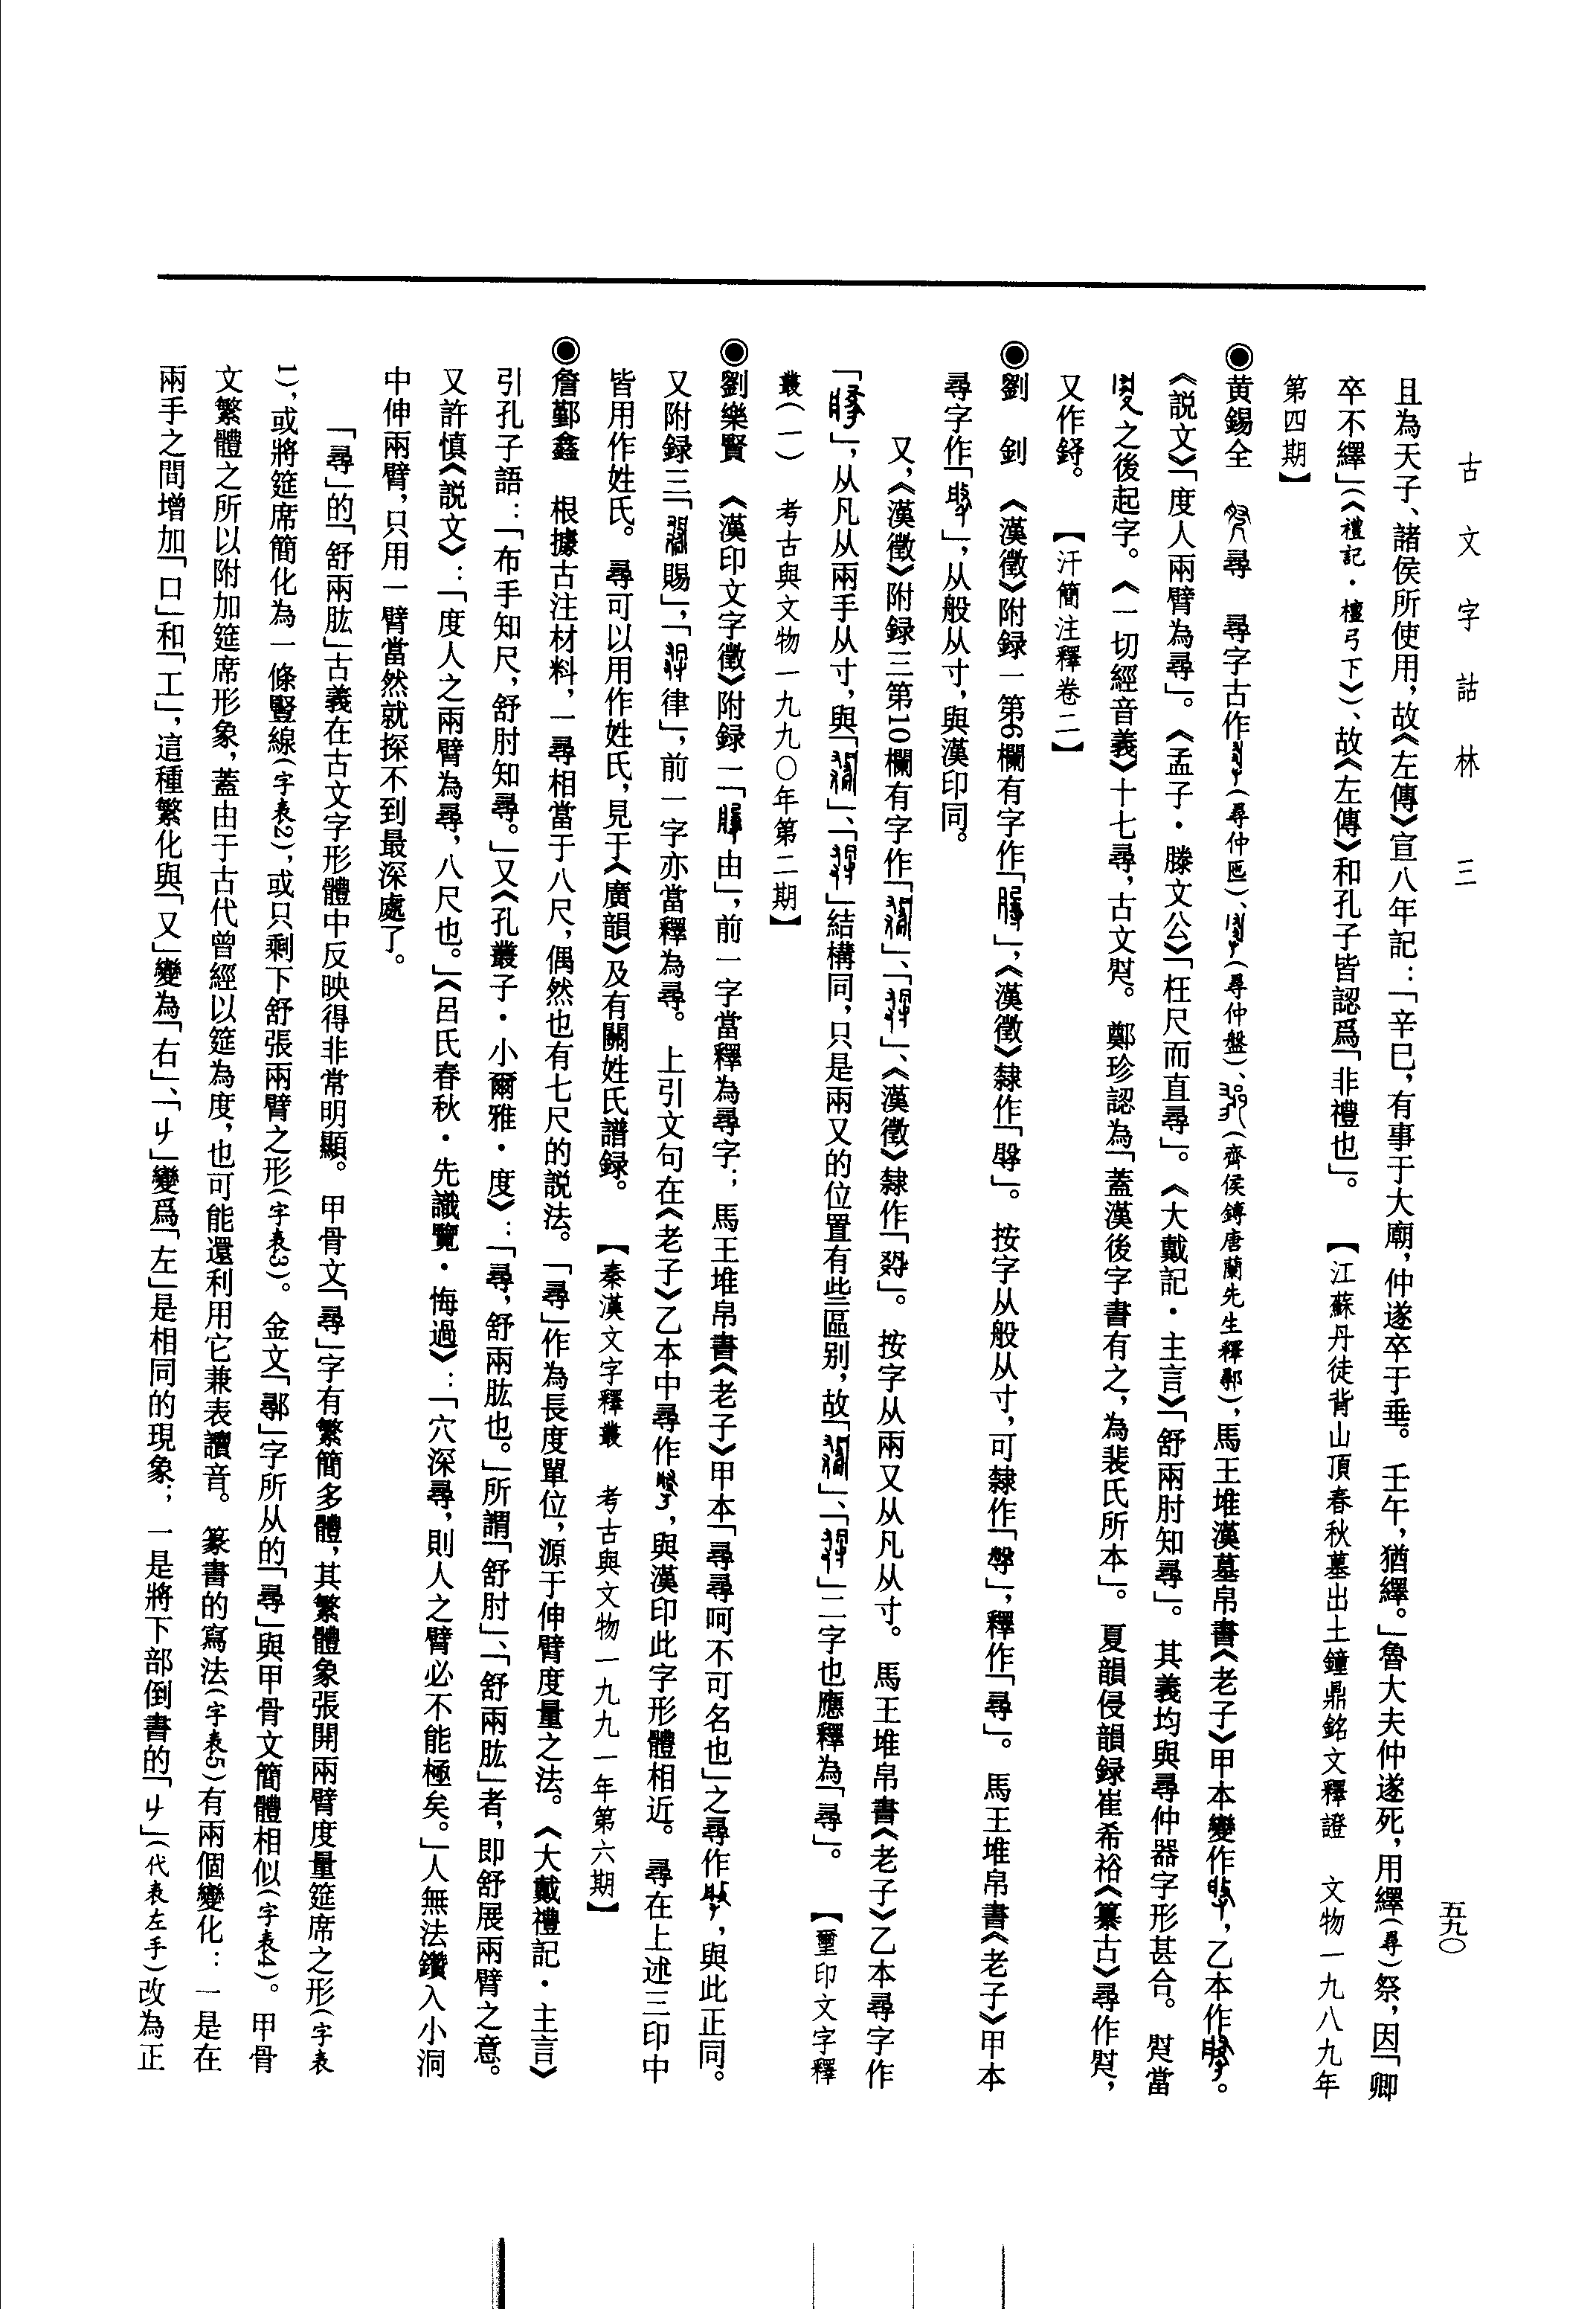 古文字詁林 三
五九〇
且為天子、諸侯所使用，故《左傳》宣八年記：「辛巳，有事于大廟，仲遂卒于垂。壬午，猶繹。」魯大夫仲遂死，用繹（尋）祭，因「卿
卒不繹」（《禮記·檀弓下》）、故《左傳》和孔子皆認爲「非禮也」。【江蘇丹徒背山頂春秋墓出土鐘鼎銘文釋證 文物一九八九年
第四期】
◉黄錫全 尋 尋字古作（尋仲匜）、（尋仲盤）、（齊侯鎛唐蘭先生釋鄩），馬王堆漢墓帛書《老子》甲本變作，乙本作。
《説文》「度人兩臂為尋」。《孟子·滕文公》「枉尺而直尋」。《大戴記·主言》「舒兩肘知尋」。其義均與尋仲器字形甚合。當
之後起字。《一切經音義》十七尋，古文。鄭珍認為「蓋漢後字書有之，為裴氏所本」。夏韻侵韻録崔希裕《纂古》尋作，
又作。【汗簡注釋卷二】
◉劉 釗 《漢徵》附録一第6欄有字作「」，《漢徵》隸作「」。按字从般从寸，可隸作「」，釋作「尋」。馬王堆帛書《老子》甲本
尋字作「」，从般从寸，與漢印同。
又，《漢徵》附録三第10欄有字作「」、「」、《漢徵》隸作「」。按字从兩又从凡从寸。馬王堆帛書《老子》乙本尋字作
「」，从凡从兩手从寸，與「」、「」結構同，只是兩又的位置有些區别，故「」、「」二字也應釋為「尋」。【璽印文字釋
叢（一） 考古與文物一九九〇年第二期】
◉劉樂賢 《漢印文字徵》附録一「由」，前一字當釋為尋字；馬王堆帛書《老子》甲本「尋尋呵不可名也」之尋作，與此正同。
又附録三「賜」，「律」，前一字亦當釋為尋。上引文句在《老子》乙本中尋作，與漢印此字形體相近。尋在上述三印中
皆用作姓氏。尋可以用作姓氏，見于《廣韻》及有關姓氏譜録。【秦漢文字釋叢 考古與文物一九九一年第六期】
◉詹鄞鑫 根據古注材料，一尋相當于八尺，偶然也有七尺的説法。「尋」作為長度單位，源于伸臂度量之法。《大戴禮記·主言》
引孔子語：「布手知尺，舒肘知尋。」又《孔叢子·小爾雅·度》：「尋，舒兩肱也。」所謂「舒肘」、「舒兩肱」者，即舒展兩臂之意。
又許慎《説文》：「度人之兩臂為尋，八尺也。」《呂氏春秋·先識覽·悔過》：「穴深尋，則人之臂必不能極矣。」人無法鑽入小洞
中伸兩臂，只用一臂當然就探不到最深處了。
「尋」的「舒兩肱」古義在古文字形體中反映得非常明顯。甲骨文「尋」字有繁簡多體，其繁體象張開兩臂度量筵席之形（字表
1），或將筵席簡化為一條豎線（字表2），或只剩下舒張兩臂之形（字表3）。金文「鄩」字所从的「尋」與甲骨文簡體相似（字表4）。甲骨
文繁體之所以附加筵席形象，蓋由于古代曾經以筵為度，也可能還利用它兼表讀音。篆書的寫法（字表5）有兩個變化：一是在
兩手之間增加「口」和「工」，這種繁化與「又」變為「右」、「𠂇」變爲「左」是相同的現象；一是將下部倒書的「𠂇」（代表左手）改為正